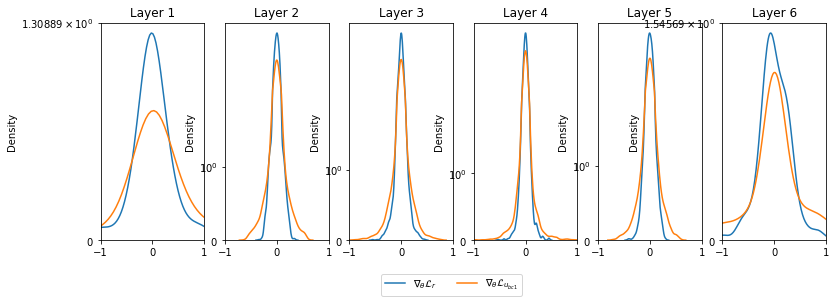 Layer 1 Layer 2 Layer 3 Layer 4 Layer 5 Layer 6
1.30889 × 10⁰ 1.54569 × 10⁰
Density Density Density Density Density Density
10⁰ 10⁰ 10⁰ 10⁰
0 0 0 0 0 0
−1 0 1 −1 0 1 −1 0 1 −1 0 1 −1 0 1 −1 0 1
∇θℒr ∇θℒu_bc1